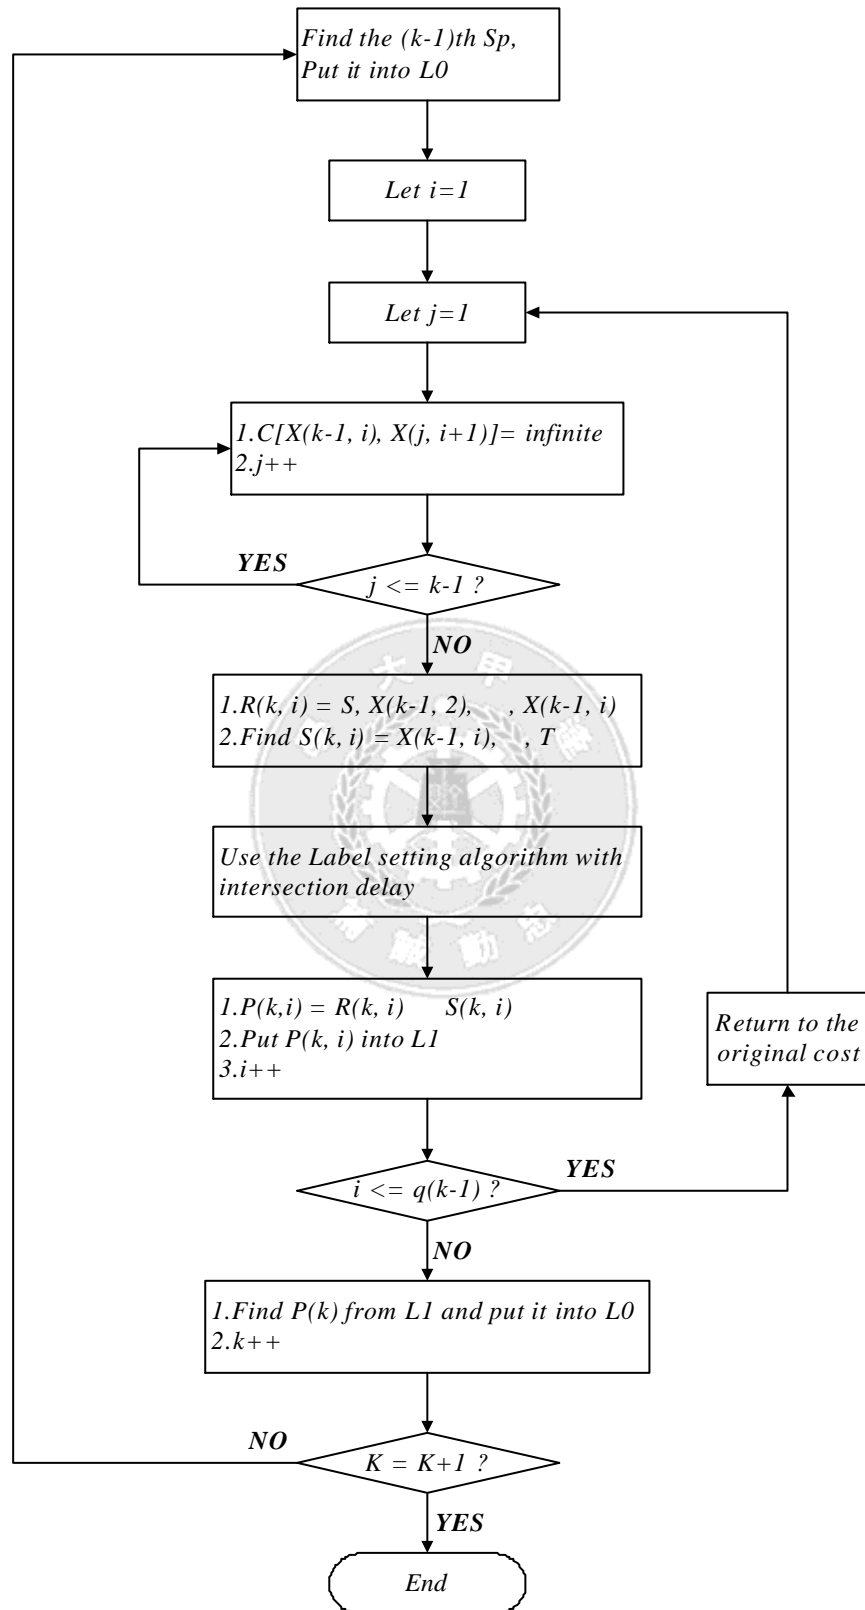 Find the (k-1)th Sp,
Put it into L0
Let i=1
Let j=1
1.C[X(k-1, i), X(j, i+1)]= infinite
2.j++
YES
j <= k-1 ?
NO
1.R(k, i) = S, X(k-1, 2), , X(k-1, i)
2.Find S(k, i) = X(k-1, i), , T
Use the Label setting algorithm with
intersection delay
1.P(k,i) = R(k, i) S(k, i)
2.Put P(k, i) into L1
3.i++
Return to the
original cost
i <= q(k-1) ?
YES
NO
1.Find P(k) from L1 and put it into L0
2.k++
NO
K = K+1 ?
YES
End